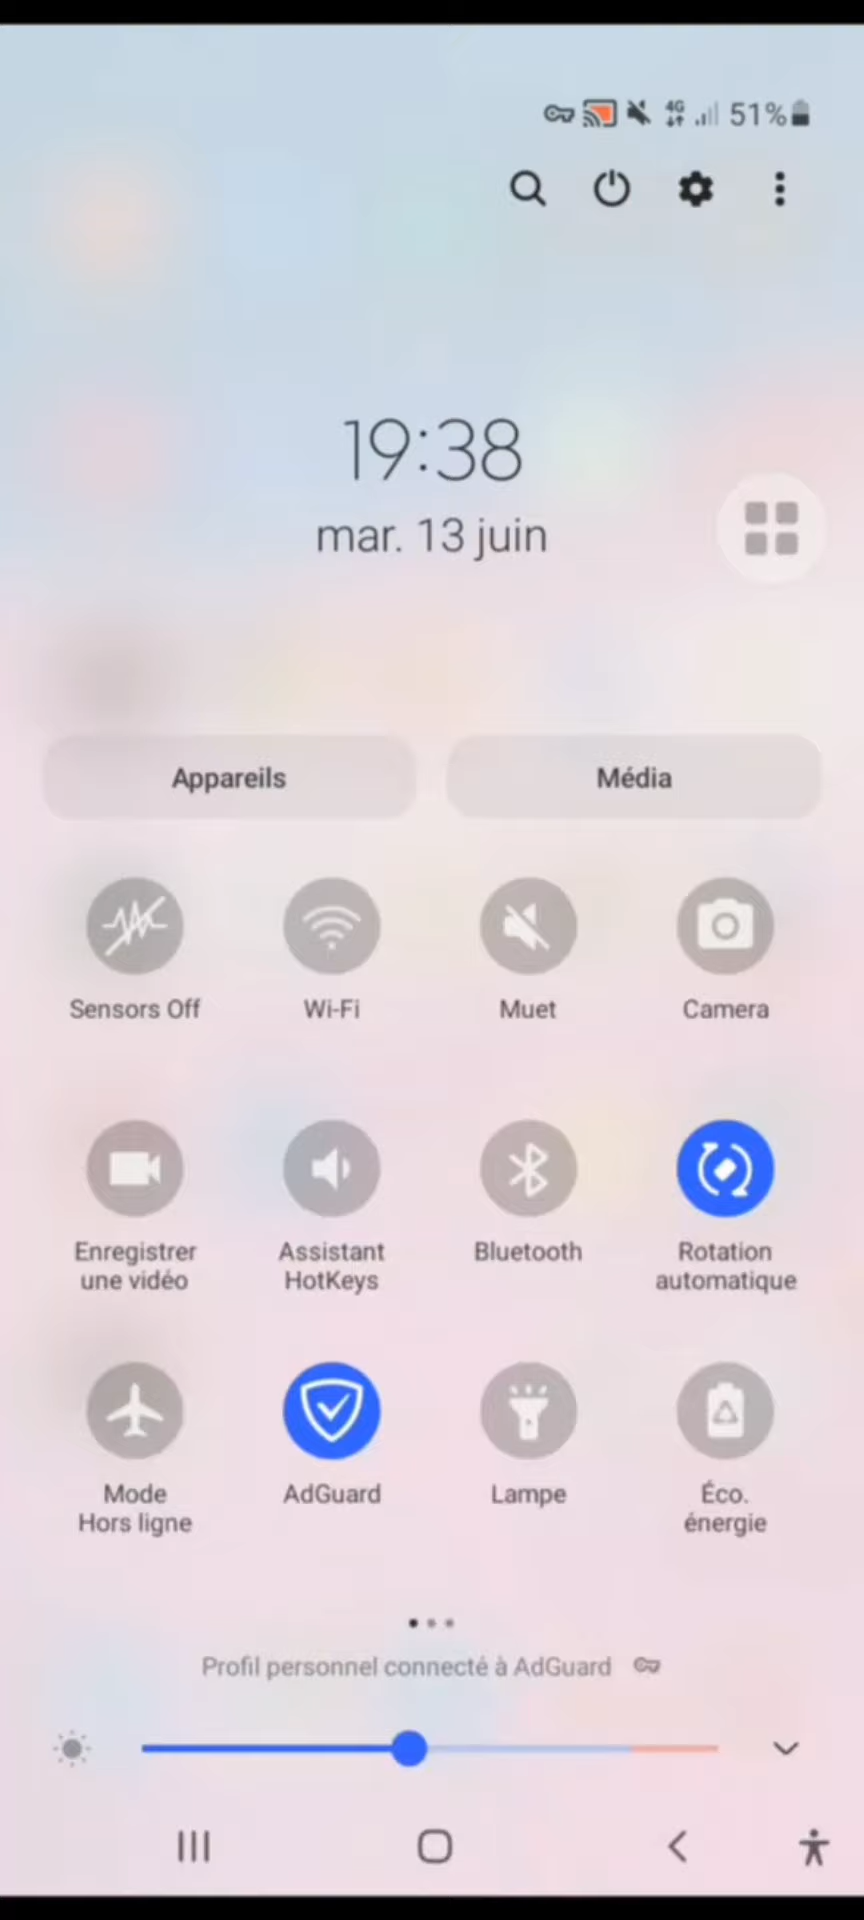 4G 51%
19:38
mar. 13 juin
Appareils Média
Sensors Off Wi-Fi Muet Camera
Enregistrer Assistant Bluetooth Rotation
une vidéo HotKeys automatique
Mode AdGuard Lampe Éco.
Hors ligne énergie
Profil personnel connecté à AdGuard